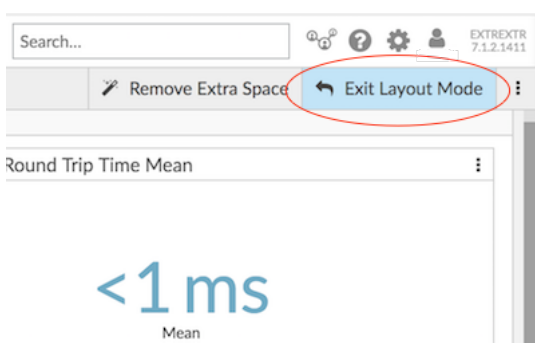 Search...
EXTREXTR
7.1.2.1411
Remove Extra Space
Exit Layout Mode
Round Trip Time Mean
<1 ms
Mean